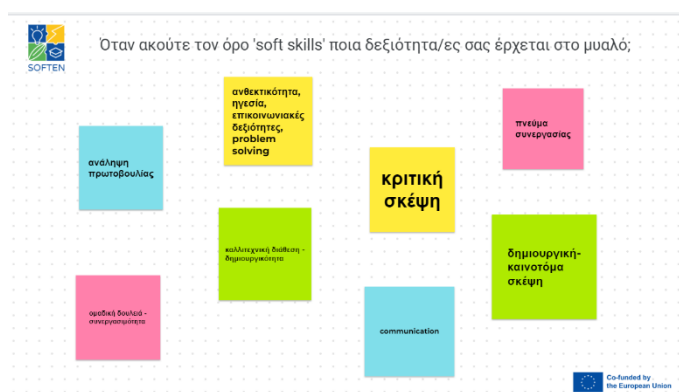 SOFTEN
Όταν ακούτε τον όρο 'soft skills' ποια δεξιότητα/ες σας έρχεται στο μυαλό;
ανθεκτικότητα,
ηγεσία,
επικοινωνιακές
δεξιότητες,
problem
solving
πνεύμα
συνεργασίας
ανάληψη
πρωτοβουλίας
κριτική
σκέψη
καλλιτεχνική διάθεση -
δημιουργικότητα
δημιουργική-
καινοτόμα
σκέψη
ομαδική δουλειά -
συνεργασιμότητα
communication
Co-funded by
the European Union